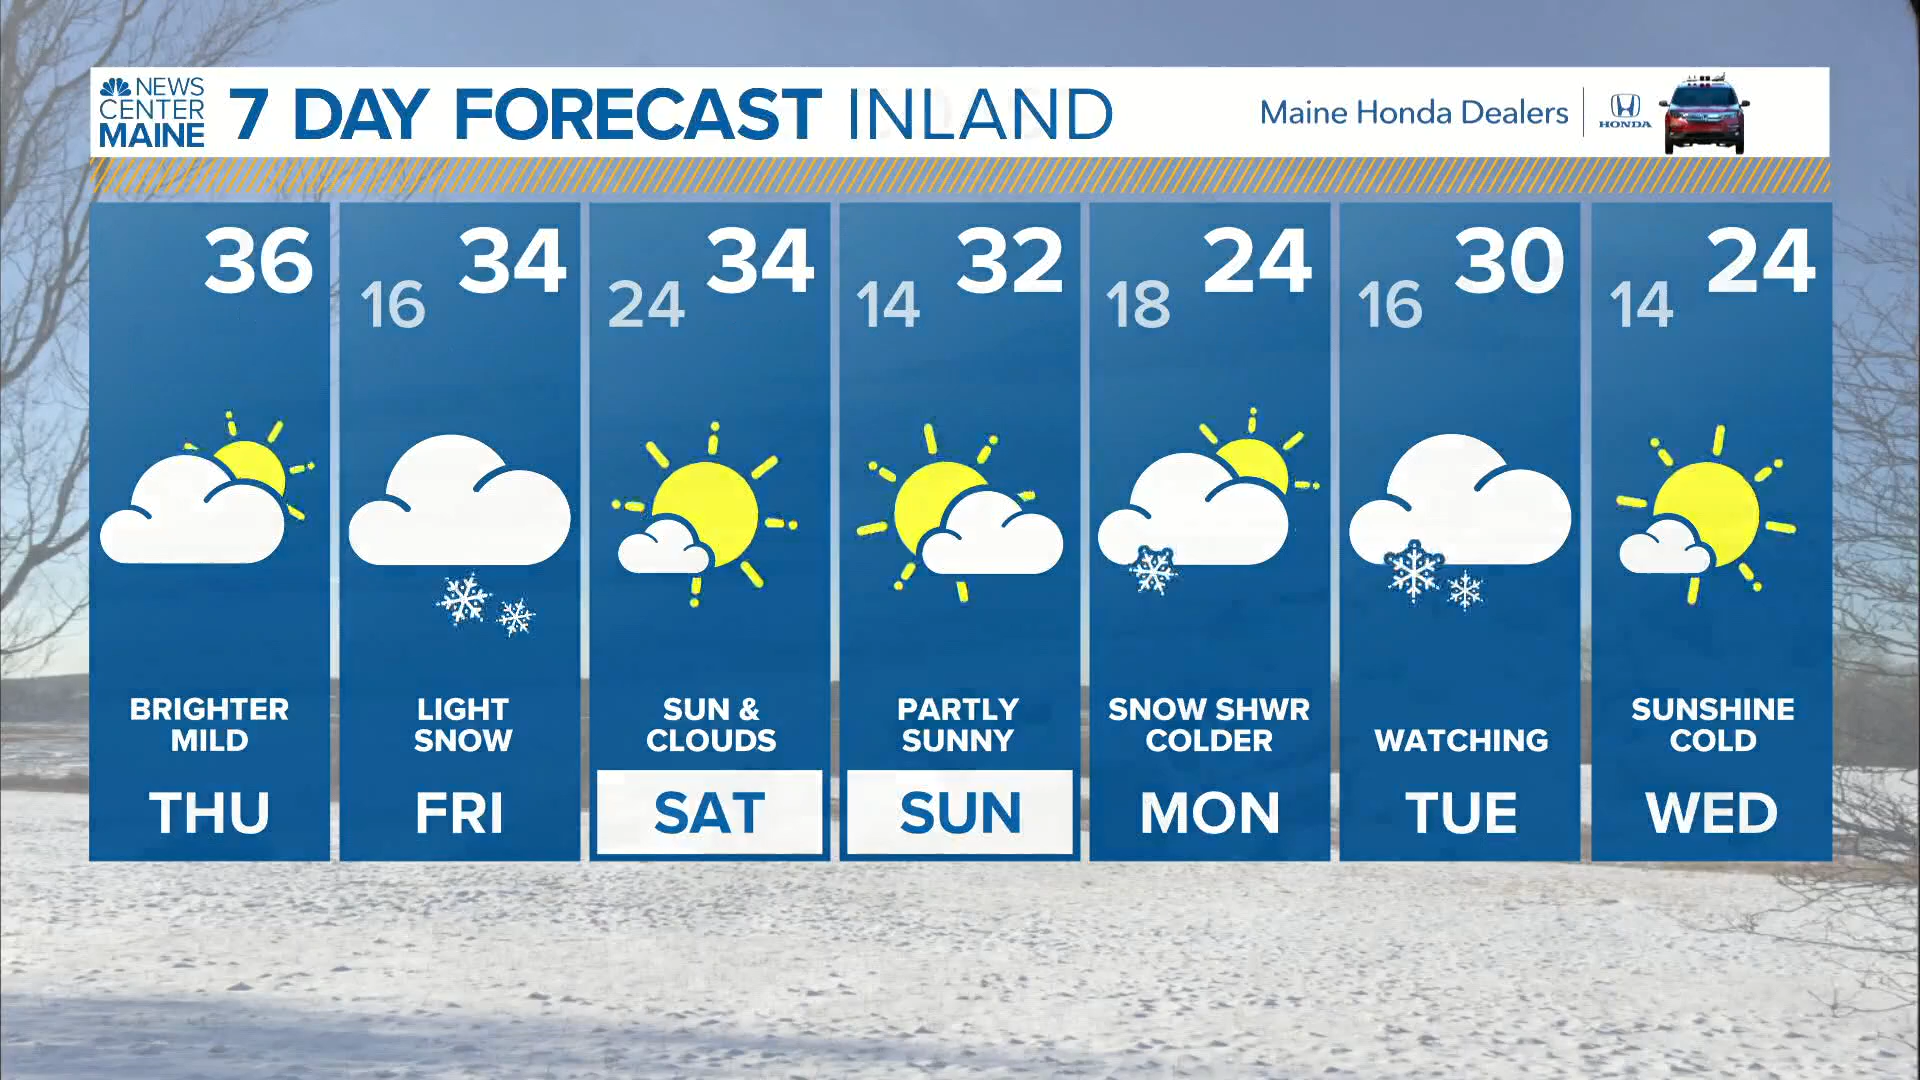 NEWS
CENTER
MAINE
7 DAY FORECAST INLAND
Maine Honda Dealers
HONDA
36
BRIGHTER
MILD
THU
16 34
LIGHT
SNOW
FRI
24 34
SUN &
CLOUDS
SAT
14 32
PARTLY
SUNNY
SUN
18 24
SNOW SHWR
COLDER
MON
16 30
WATCHING
TUE
14 24
SUNSHINE
COLD
WED